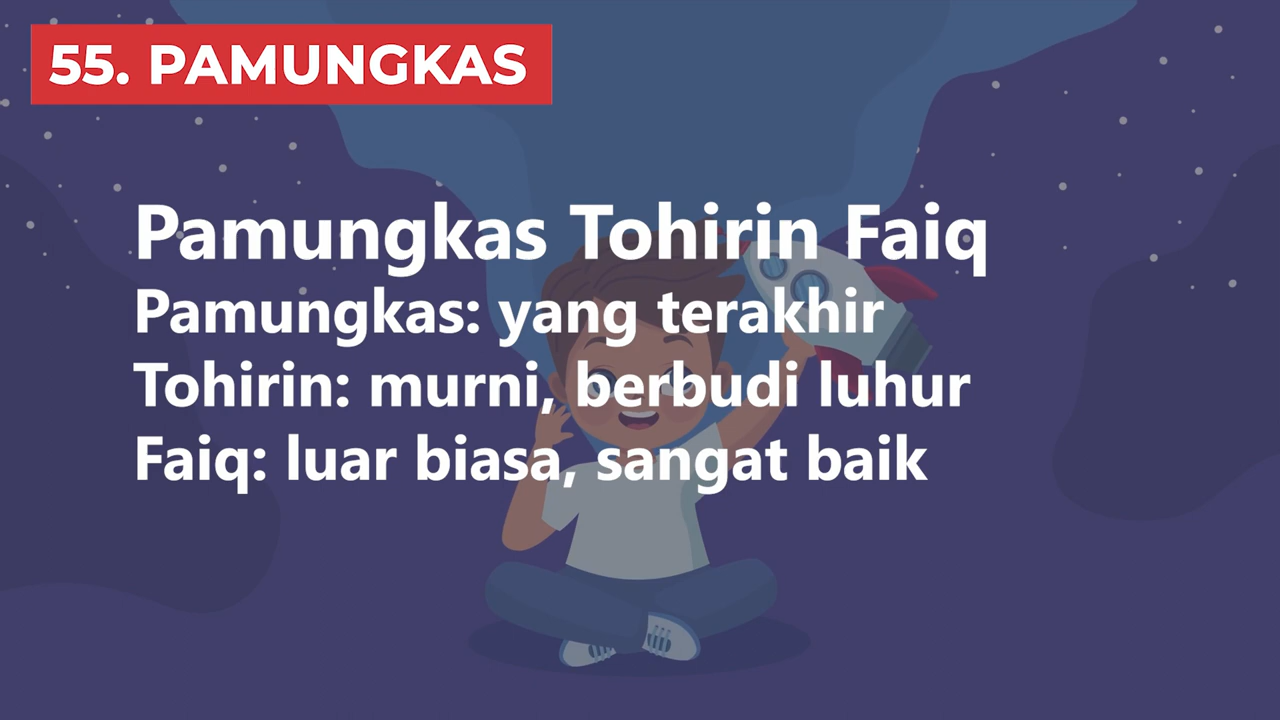 55. PAMUNGKAS
Pamungkas Tohirin Faiq
Pamungkas: yang terakhir
Tohirin: murni, berbudi luhur
Faiq: luar biasa, sangat baik